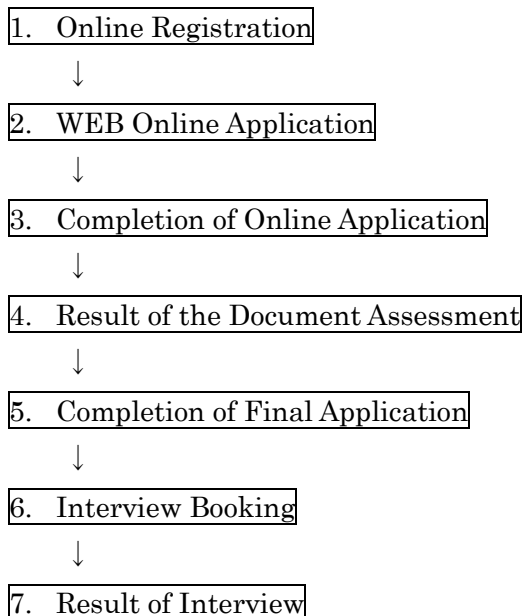 1. Online Registration
↓
2. WEB Online Application
↓
3. Completion of Online Application
↓
4. Result of the Document Assessment
↓
5. Completion of Final Application
↓
6. Interview Booking
↓
7. Result of Interview